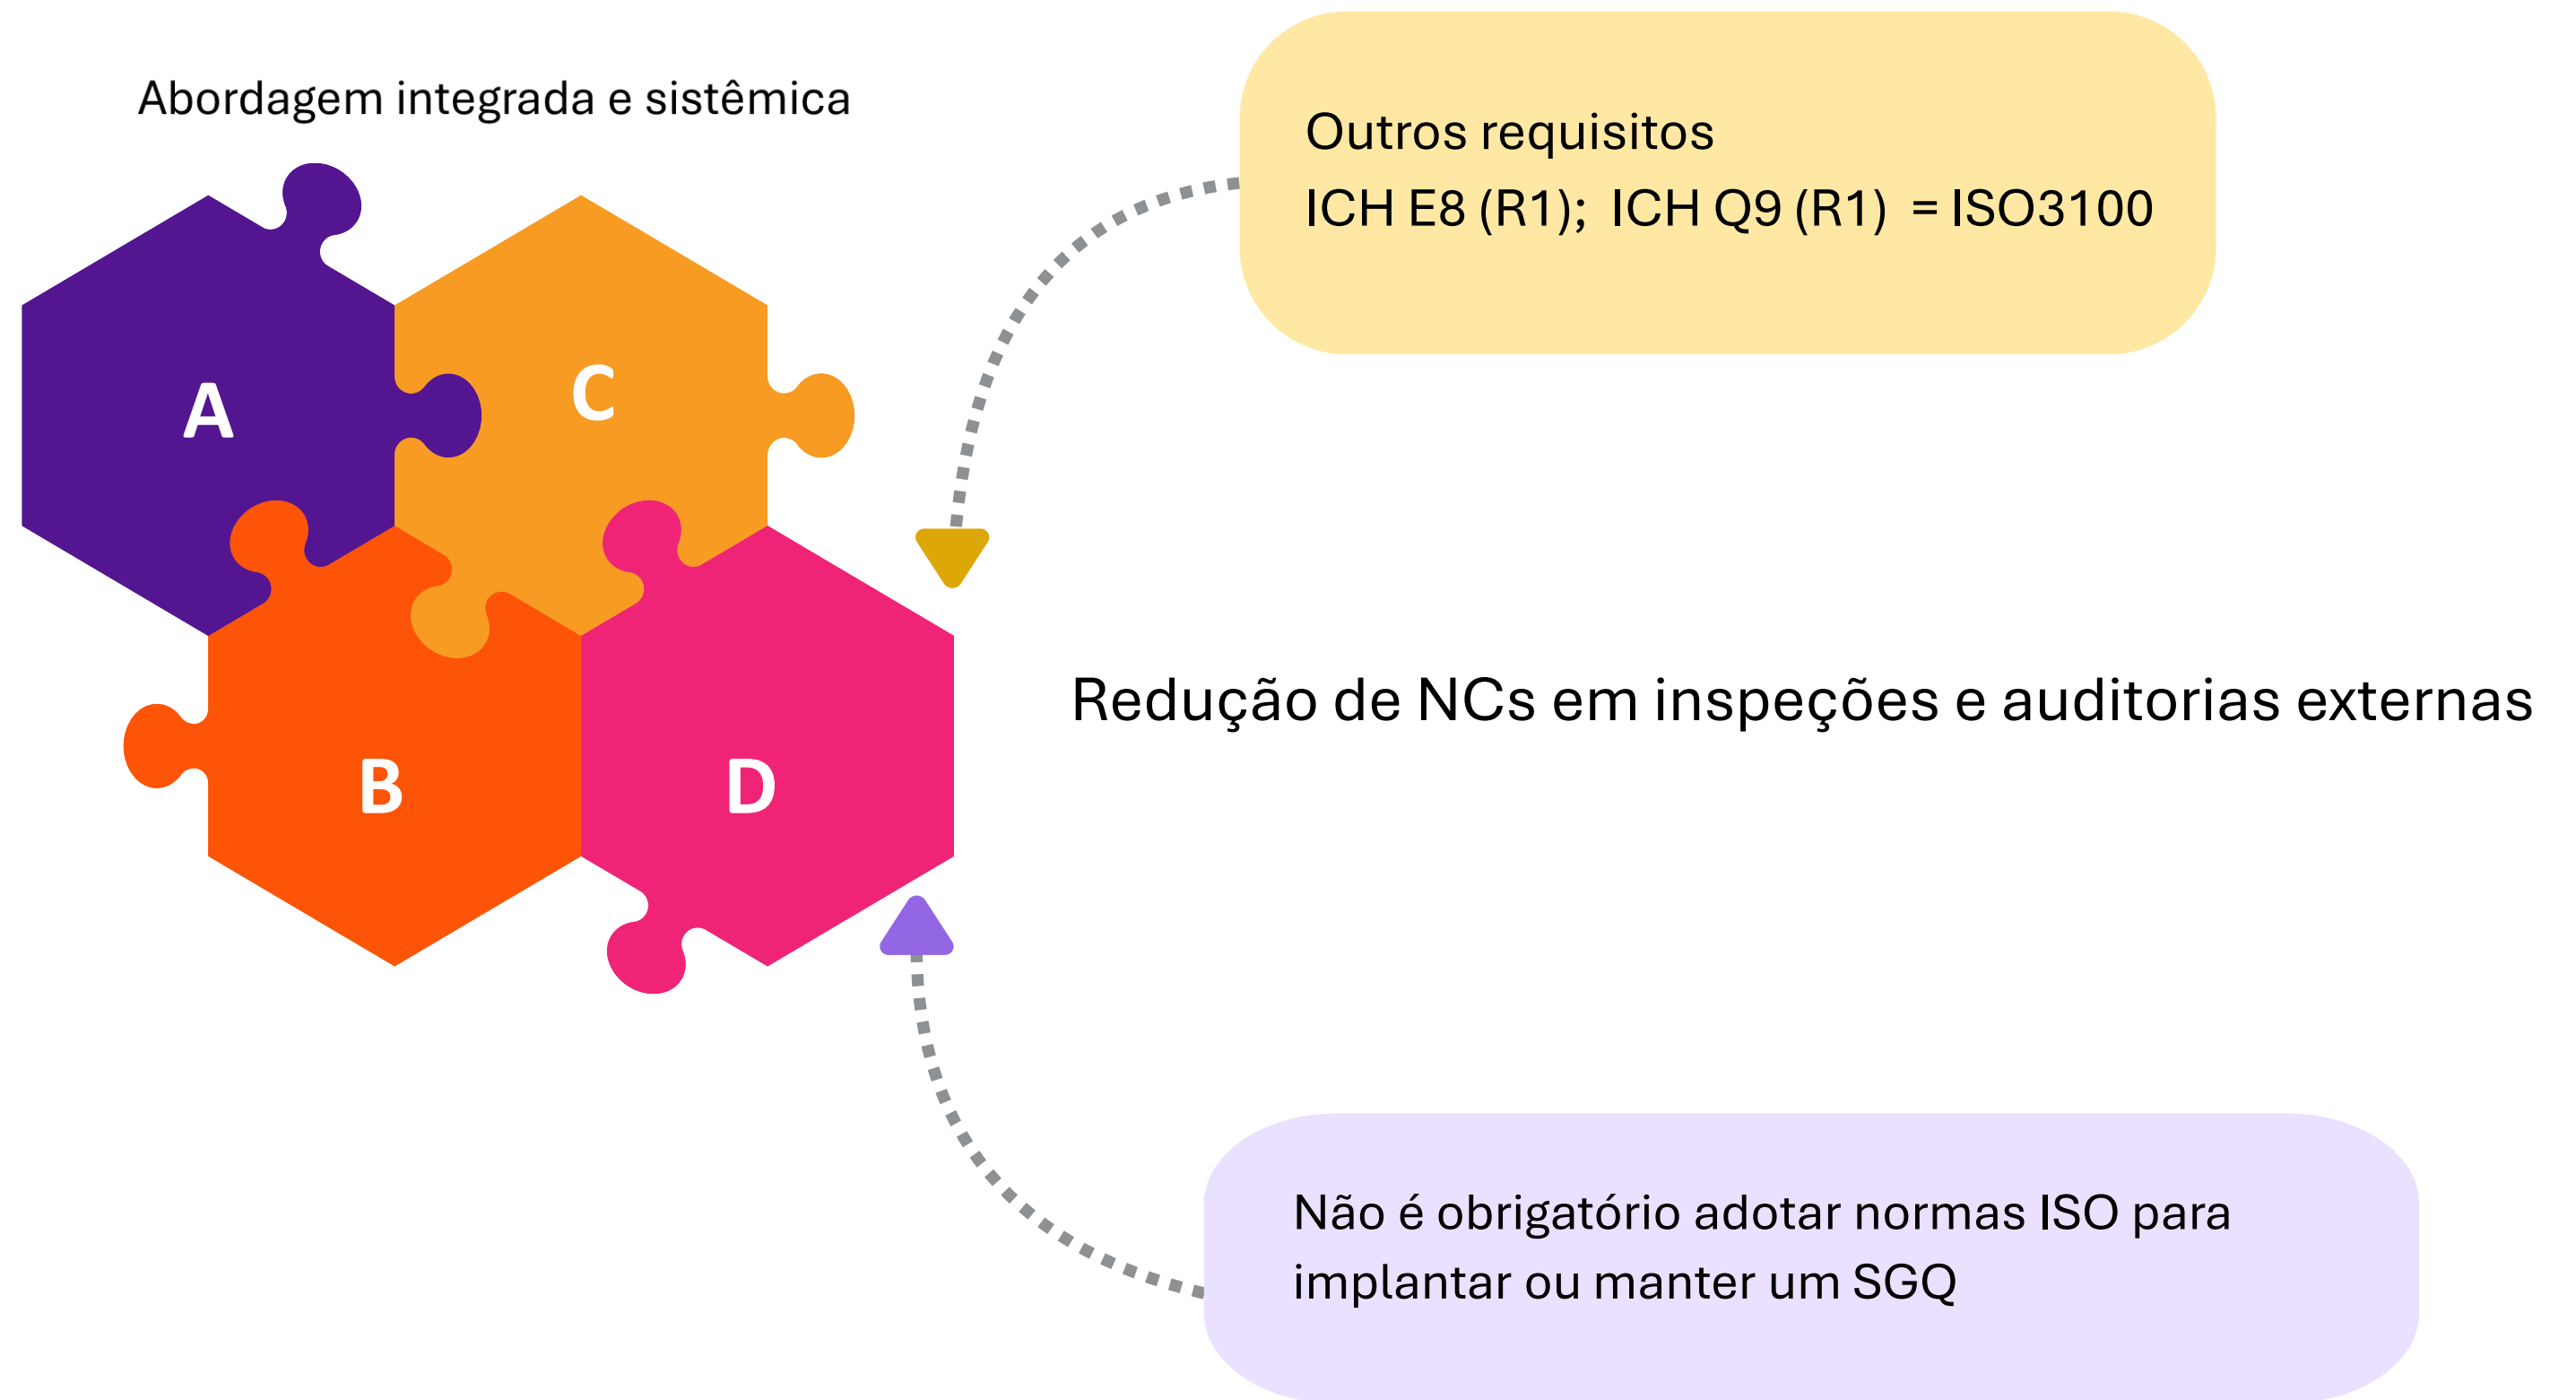 Abordagem integrada e sistêmica
A
C
B
D
Outros requisitos
ICH E8 (R1);  ICH Q9 (R1)  = ISO3100
Redução de NCs em inspeções e auditorias externas
Não é obrigatório adotar normas ISO para
implantar ou manter um SGQ